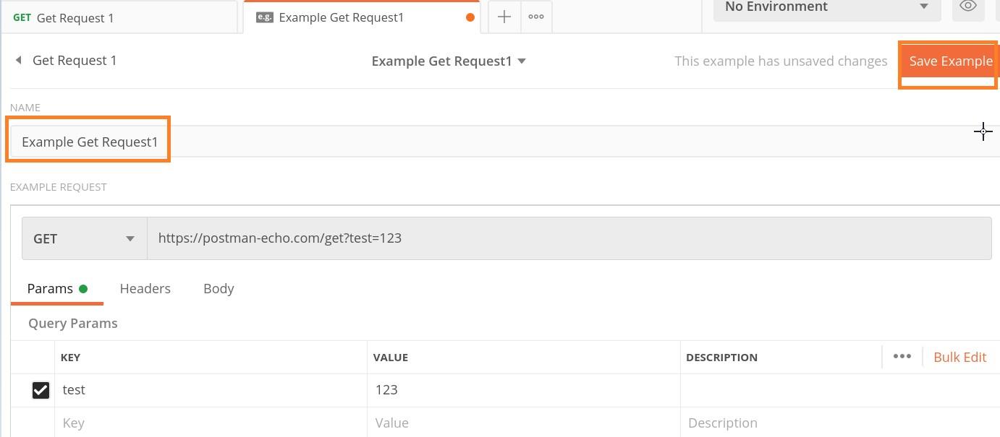 GET Get Request 1 e.g. Example Get Request1 No Environment
Get Request 1 Example Get Request1 This example has unsaved changes Save Example
NAME
Example Get Request1
EXAMPLE REQUEST
GET https://postman-echo.com/get?test=123
Params Headers Body
Query Params
KEY VALUE DESCRIPTION ••• Bulk Edit
test 123
Key Value Description